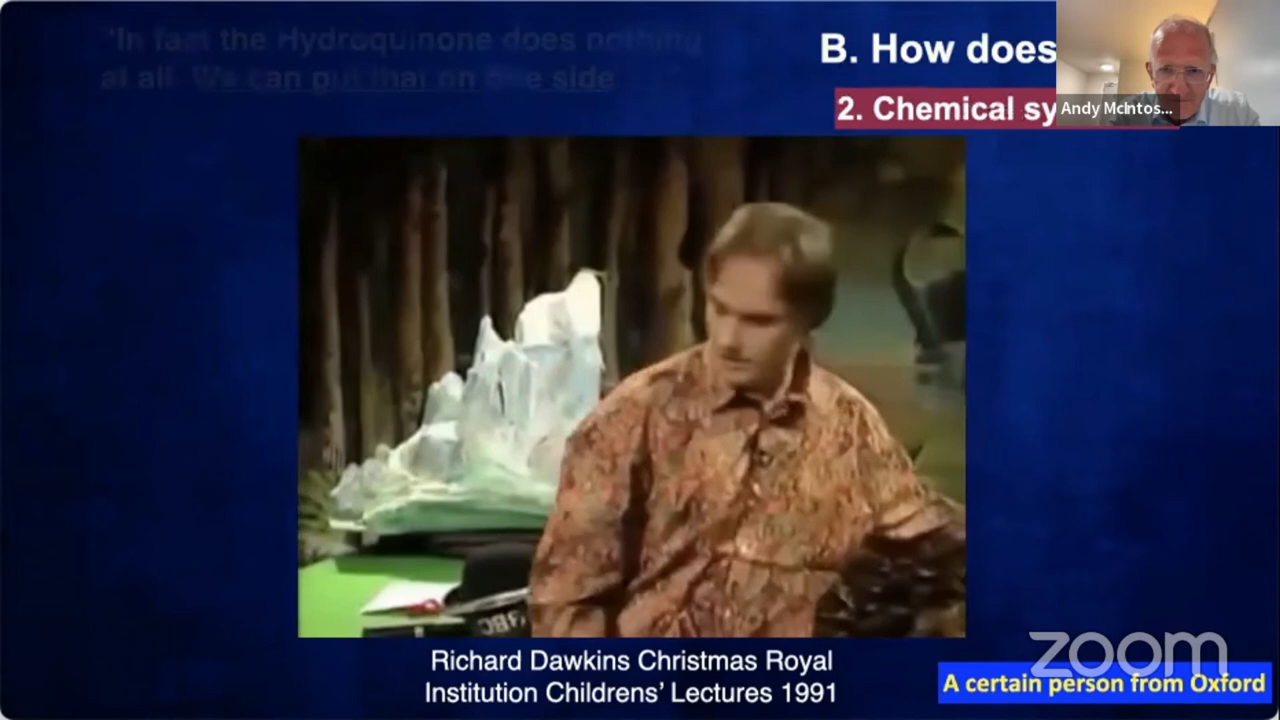 'In fact the Hydroquinone does nothing
at all. We can put that on one side
B. How does
2. Chemical sy
Andy McIntos...
Richard Dawkins Christmas Royal
Institution Childrens' Lectures 1991
zoom
A certain person from Oxford